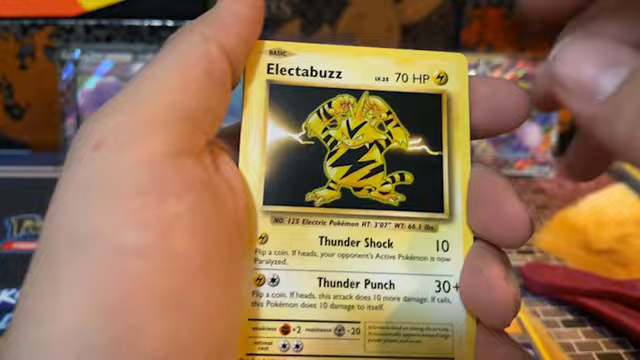 BASIC
Electabuzz LV.35 70 HP
NO. 125 Electric Pokémon HT: 3'07" WT: 66.1 lbs.
Thunder Shock 10
Flip a coin. If heads, your opponent's Active Pokémon is now
Paralyzed.
Thunder Punch 30+
Flip a coin. If heads, this attack does 10 more damage. If tails,
this Pokémon does 10 damage to itself.
weakness ×2 resistance -20
retreat
cost